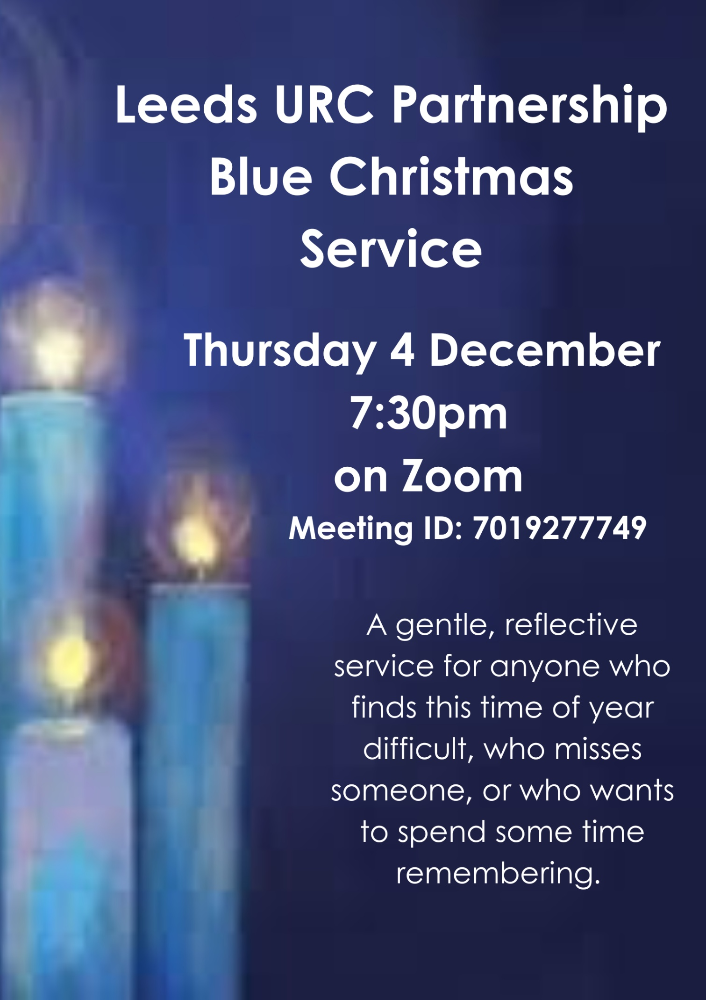 Leeds URC Partnership
Blue Christmas
Service
Thursday 4 December
7:30pm
on Zoom
Meeting ID: 7019277749
A gentle, reflective
service for anyone who
finds this time of year
difficult, who misses
someone, or who wants
to spend some time
remembering.